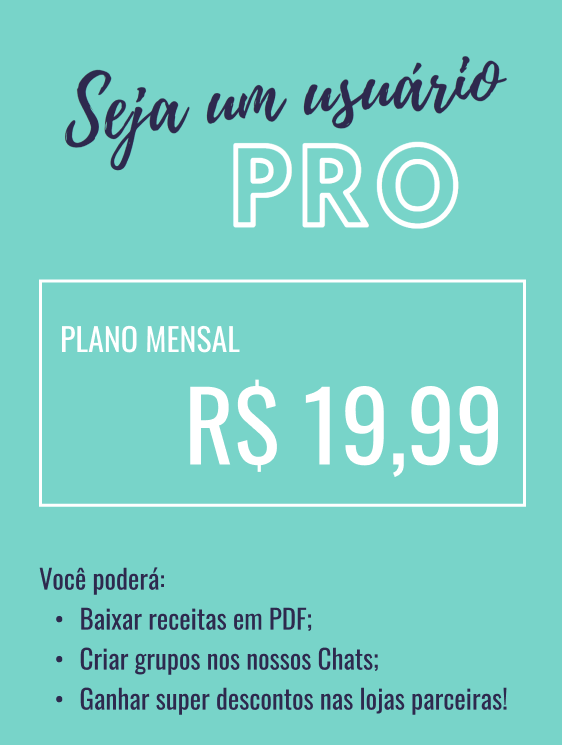 Seja um usuário
PRO
PLANO MENSAL
R$ 19,99
Você poderá:
• Baixar receitas em PDF;
• Criar grupos nos nossos Chats;
• Ganhar super descontos nas lojas parceiras!